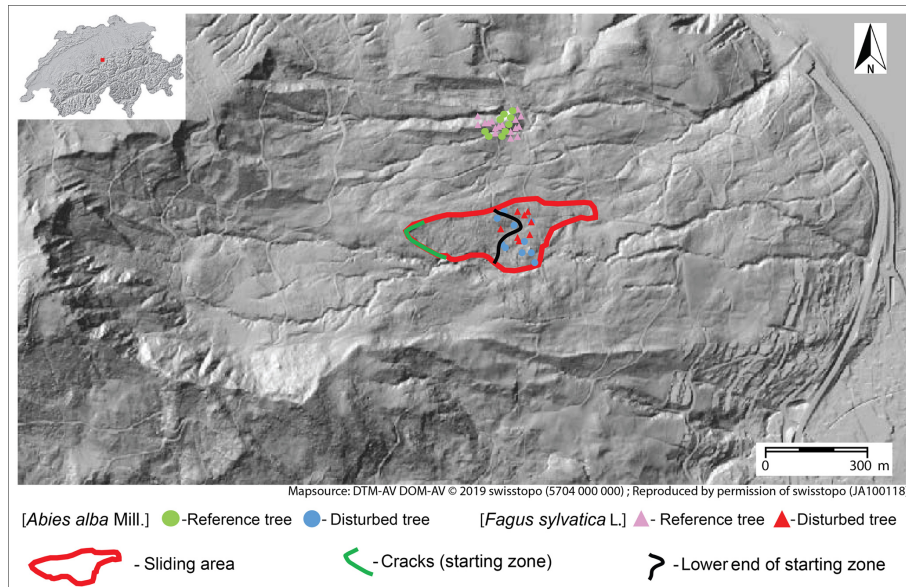 N
0 300 m
Mapsource: DTM-AV DOM-AV © 2019 swisstopo (5704 000 000) ; Reproduced by permission of swisstopo (JA100118)
[Abies alba Mill.] -Reference tree - Disturbed tree [Fagus sylvatica L.] - Reference tree -Disturbed tree
- Sliding area - Cracks (starting zone) - Lower end of starting zone